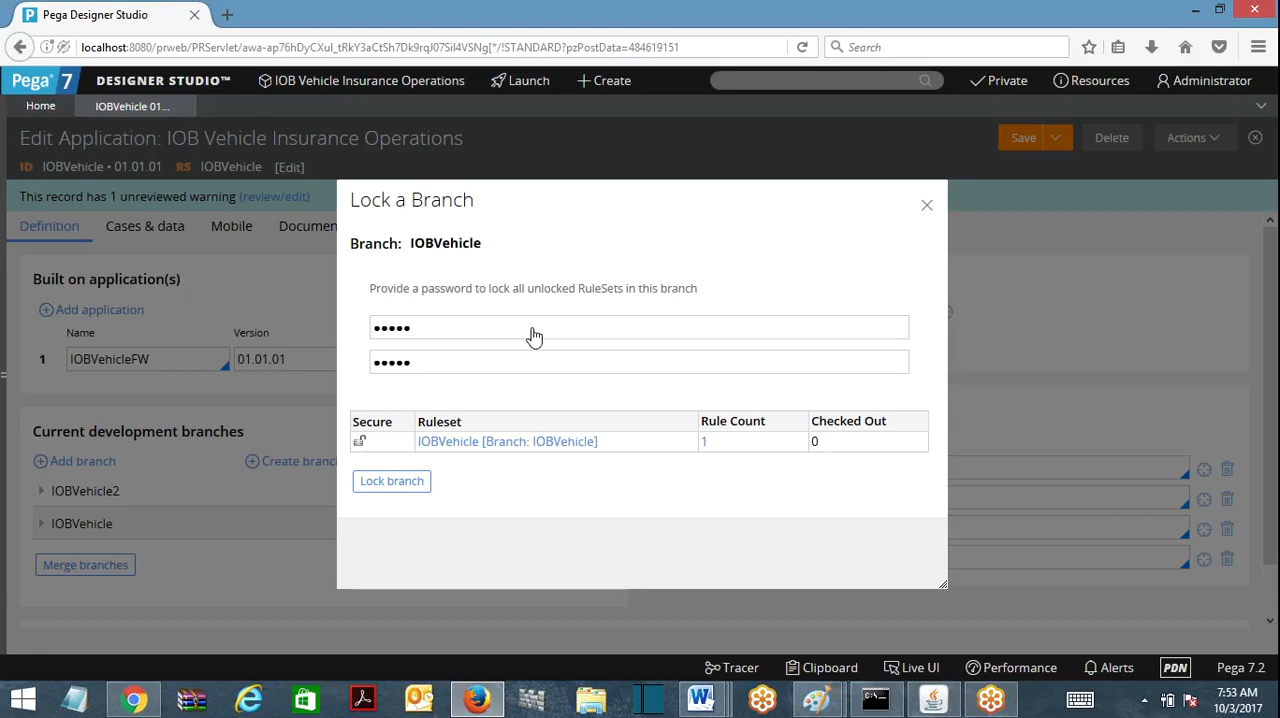 Pega Designer Studio
localhost:8080/prweb/PRServlet/awa-ap76hDyCXul_tRkY3aCtSh7Dk9rqJ07Sil4VSNg[*/!STANDARD?pzPostData=484619151
Search
Pega 7
DESIGNER STUDIO™
IOB Vehicle Insurance Operations
Launch
Create
Private
Resources
Administrator
Home
IOBVehicle 01...
Edit Application: IOB Vehicle Insurance Operations
Save
Delete
Actions
ID IOBVehicle • 01.01.01 RS IOBVehicle [Edit]
This record has 1 unreviewed warning (review/edit)
Definition
Cases & data
Mobile
Documen
Built on application(s)
Add application
Name
Version
1
IOBVehicleFW
01.01.01
Current development branches
Add branch
Create branc
IOBVehicle2
IOBVehicle
Merge branches
Lock a Branch
Branch: IOBVehicle
Provide a password to lock all unlocked RuleSets in this branch
•••••
•••••
Secure Ruleset Rule Count Checked Out
IOBVehicle [Branch: IOBVehicle] 1 0
Lock branch
Tracer
Clipboard
Live UI
Performance
Alerts
PDN
Pega 7.2
7:53 AM
10/3/2017